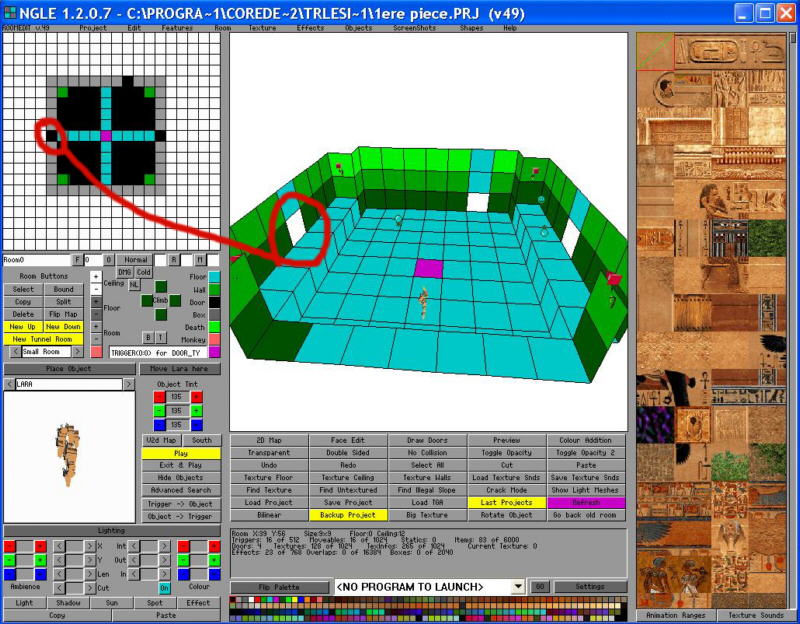 NGLE 1.2.0.7 - C:\PROGRA~1\COREDE~2\TRLESI~1\1ere piece.PRJ (v49)
ROOMEDIT v.49 Project Edit Features Room Texture Effects Objects ScreenShots Shapes Help
Room0 F 0 0 Normal R M
Room Buttons + Ceiling DMG Cold NL Floor
Select Bound - Wall
Copy Split + Climb Door
Delete Flip Map - Floor Box
New Up New Down + Death
New Tunnel Room - Room B T Monkey
< Small Room > TRIGGER(0:0) for DOOR_TY
Place Object Move Lara here
< LARA > Object Tint
- 135 +
- 135 +
- 135 +
V2d Map South
Play
Exit & Play
Hide Objects
Advanced Search
Trigger -> Object
Object -> Trigger
Lighting
- + < > X Int < > - +
- + < > Y Out < > - +
- + < > Len In < > - +
Ambience < > Cut On Colour
Light Shadow Sun Spot Effect
Copy Paste
2D Map Face Edit Draw Doors Preview Colour Addition
Transparent Double Sided No Collision Toggle Opacity Toggle Opacity 2
Undo Redo Select All Cut Paste
Texture Floor Texture Ceiling Texture Walls Load Texture Snds Save Texture Snds
Find Texture Find Untextured Find Illegal Slope Crack Mode Show Light Meshes
Load Project Save Project Load TGA Last Projects Refresh
Bilinear Backup Project Big Texture Rotate Object Go back old room
Room X:39 Y:56 Size:9x9 Floor:0 Ceiling:12
Triggers: 16 of 512 Moveables: 16 of 1024 Statics: 0 Items: 83 of 6000
Doors: 4 Textures: 128 of 1024 TexInfos: 265 of 1024 Current Texture: 0
Effects: 23 of 768 Overlaps: 0 of 16384 Boxes: 0 of 2040
Flip Palette <NO PROGRAM TO LAUNCH> GO Settings
Animation Ranges Texture Sounds